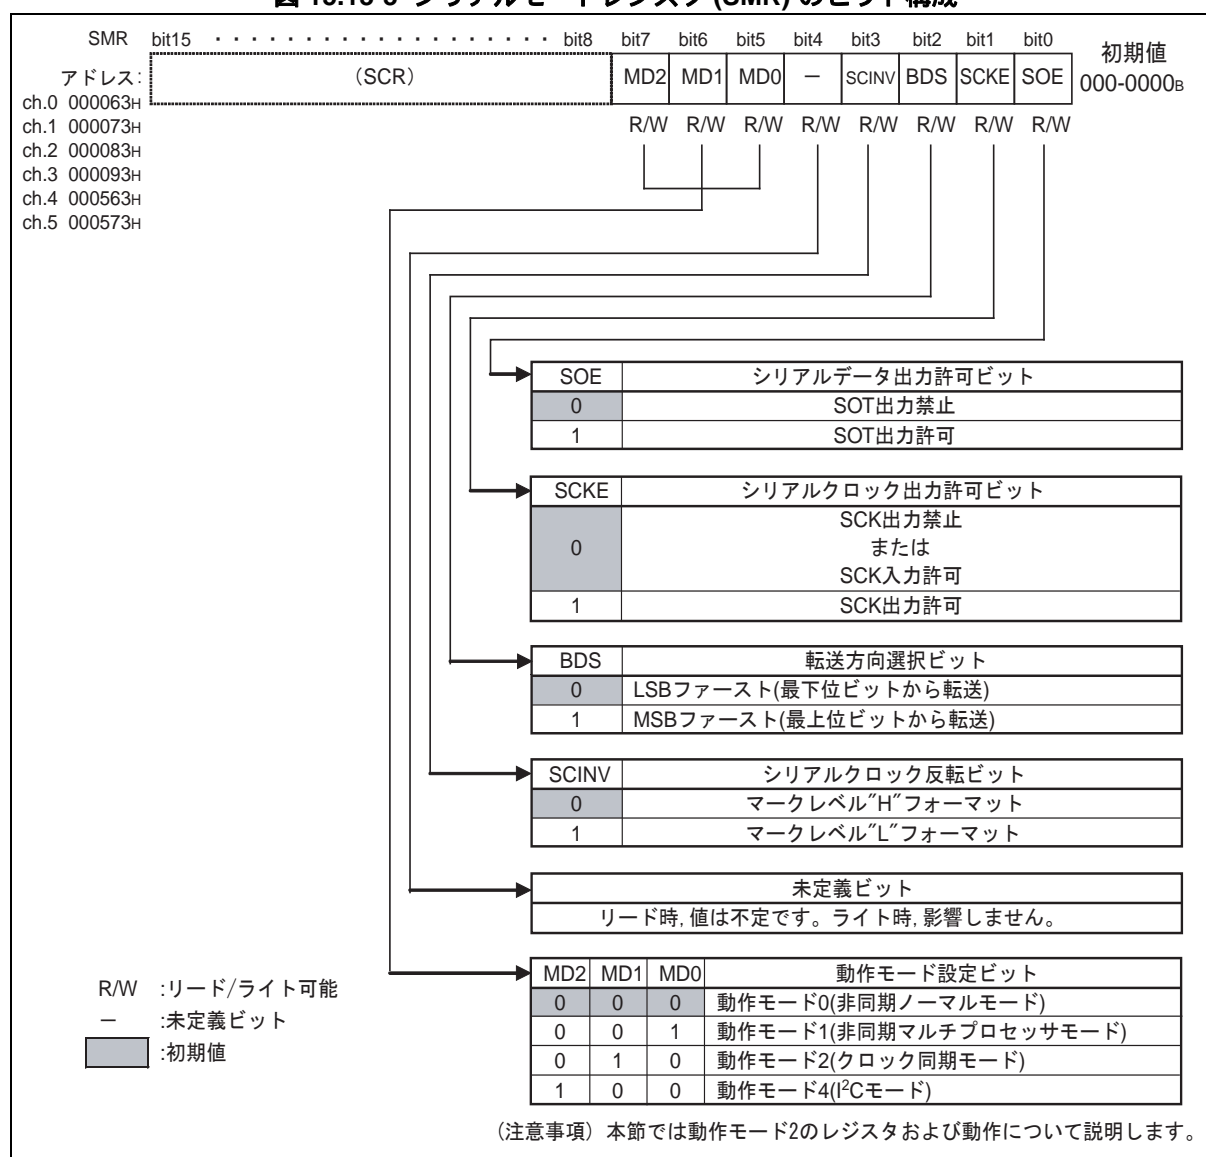 SMR bit15 ・・・・・・・・・・・・・・・・・・・ bit8 bit7 bit6 bit5 bit4 bit3 bit2 bit1 bit0 初期値
アドレス: (SCR) MD2 MD1 MD0 － SCINV BDS SCKE SOE 000-0000B
ch.0 000063H
ch.1 000073H R/W R/W R/W R/W R/W R/W R/W R/W
ch.2 000083H
ch.3 000093H
ch.4 000563H
ch.5 000573H
SOE シリアルデータ出力許可ビット
0 SOT出力禁止
1 SOT出力許可
SCKE シリアルクロック出力許可ビット
0 SCK出力禁止
または
SCK入力許可
1 SCK出力許可
BDS 転送方向選択ビット
0 LSBファースト(最下位ビットから転送)
1 MSBファースト(最上位ビットから転送)
SCINV シリアルクロック反転ビット
0 マークレベル"H"フォーマット
1 マークレベル"L"フォーマット
未定義ビット
リード時,値は不定です。ライト時,影響しません。
MD2 MD1 MD0 動作モード設定ビット
0 0 0 動作モード0(非同期ノーマルモード)
0 0 1 動作モード1(非同期マルチプロセッサモード)
0 1 0 動作モード2(クロック同期モード)
1 0 0 動作モード4(I²Cモード)
R/W :リード/ライト可能
－ :未定義ビット
:初期値
(注意事項) 本節では動作モード2のレジスタおよび動作について説明します。